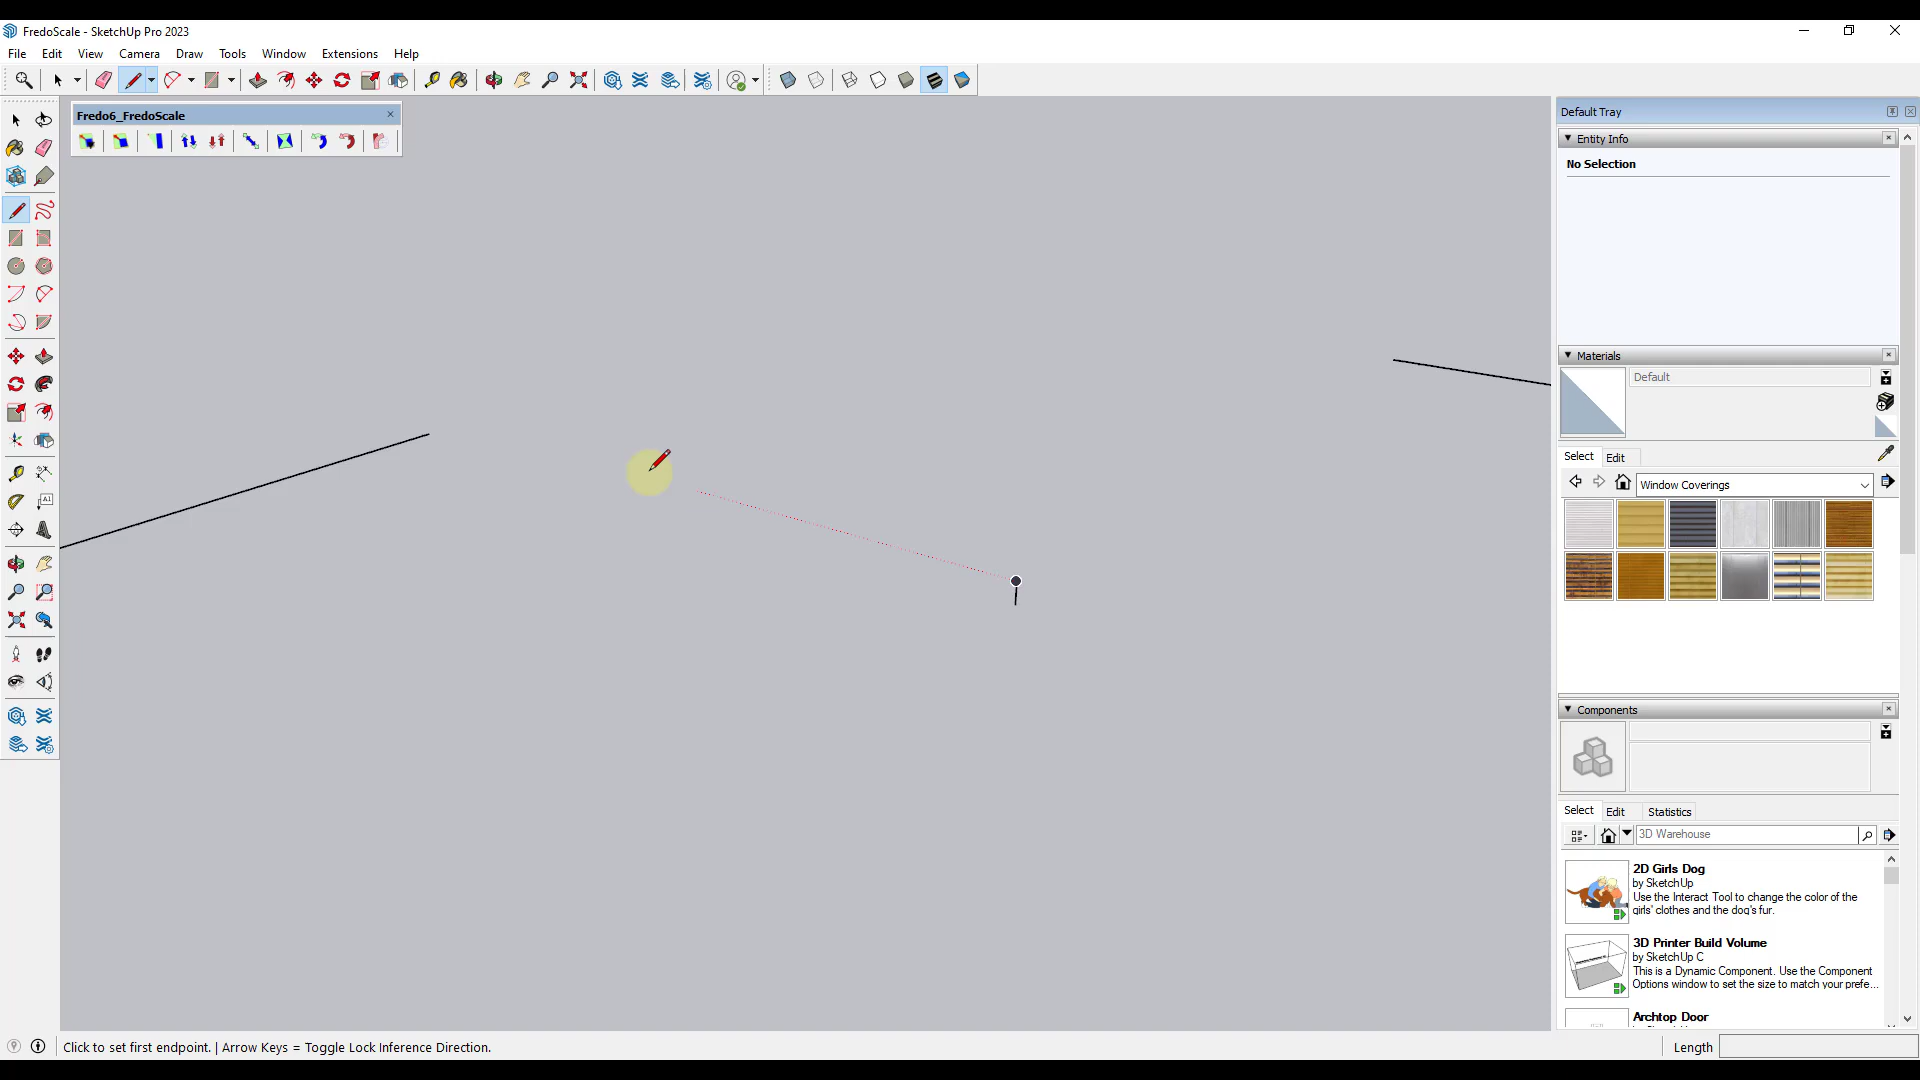 FredoScale - SketchUp Pro 2023
File Edit View Camera Draw Tools Window Extensions Help
Fredo6_FredoScale
Default Tray
Entity Info
No Selection
Materials
Default
Select Edit
Window Coverings
Components
Select Edit Statistics
3D Warehouse
2D Girls Dog
by SketchUp
Use the Interact Tool to change the color of the
girls' clothes and the dog's fur.
3D Printer Build Volume
by SketchUp C
This is a Dynamic Component. Use the Component
Options window to set the size to match your prefe...
Archtop Door
Click to set first endpoint. | Arrow Keys = Toggle Lock Inference Direction.
Length